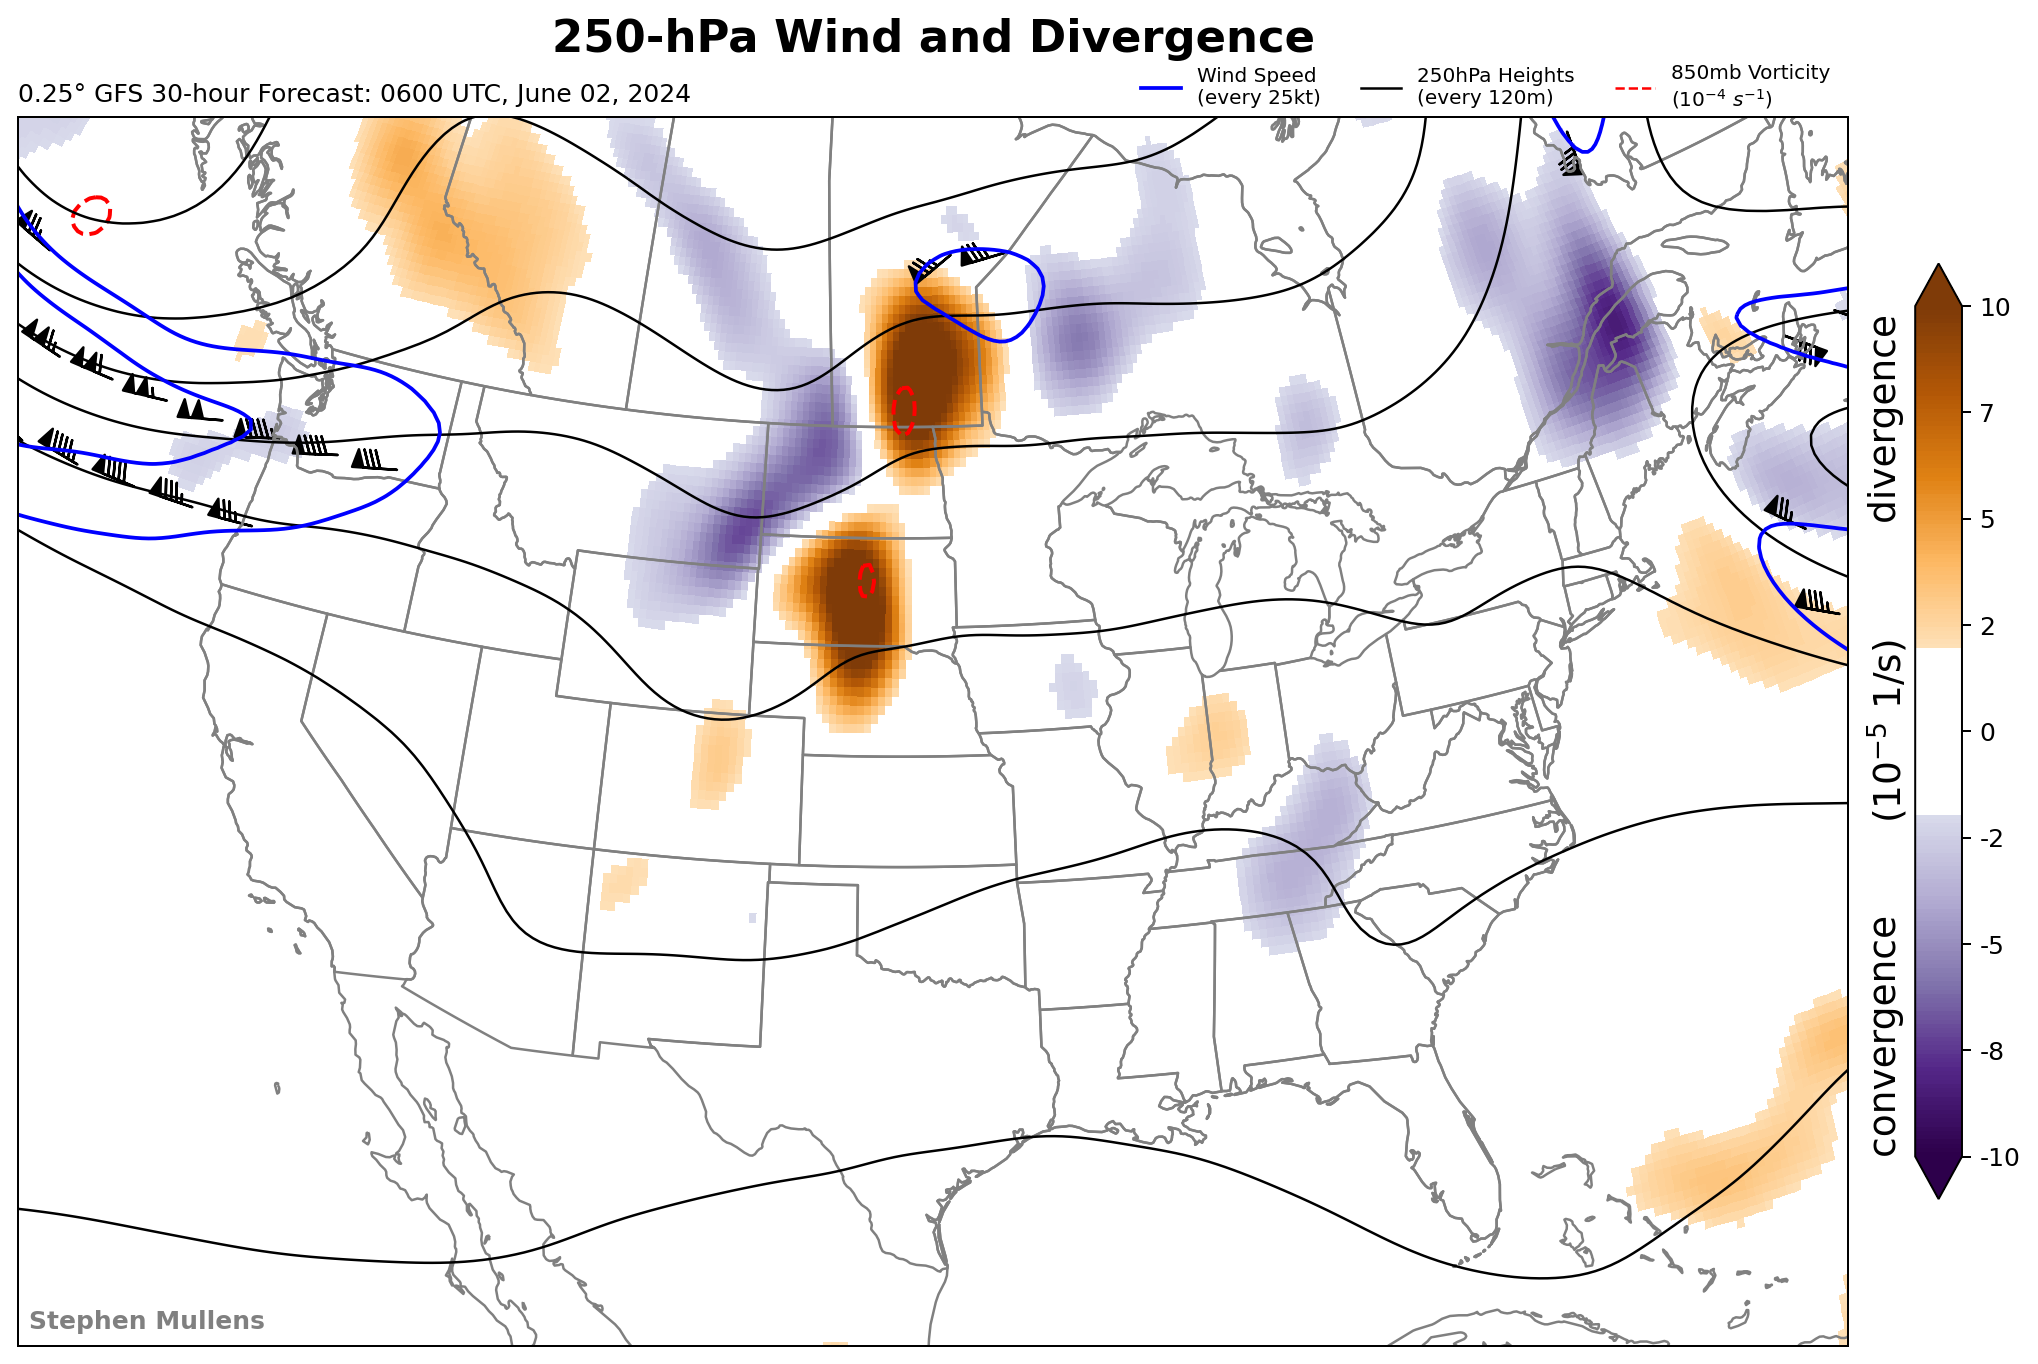 250-hPa Wind and Divergence
0.25° GFS 30-hour Forecast: 0600 UTC, June 02, 2024
Wind Speed
(every 25kt)
250hPa Heights
(every 120m)
850mb Vorticity
(10⁻⁴ s⁻¹)
10
7
5
2
0
-2
-5
-8
-10
convergence (10⁻⁵ 1/s) divergence
Stephen Mullens